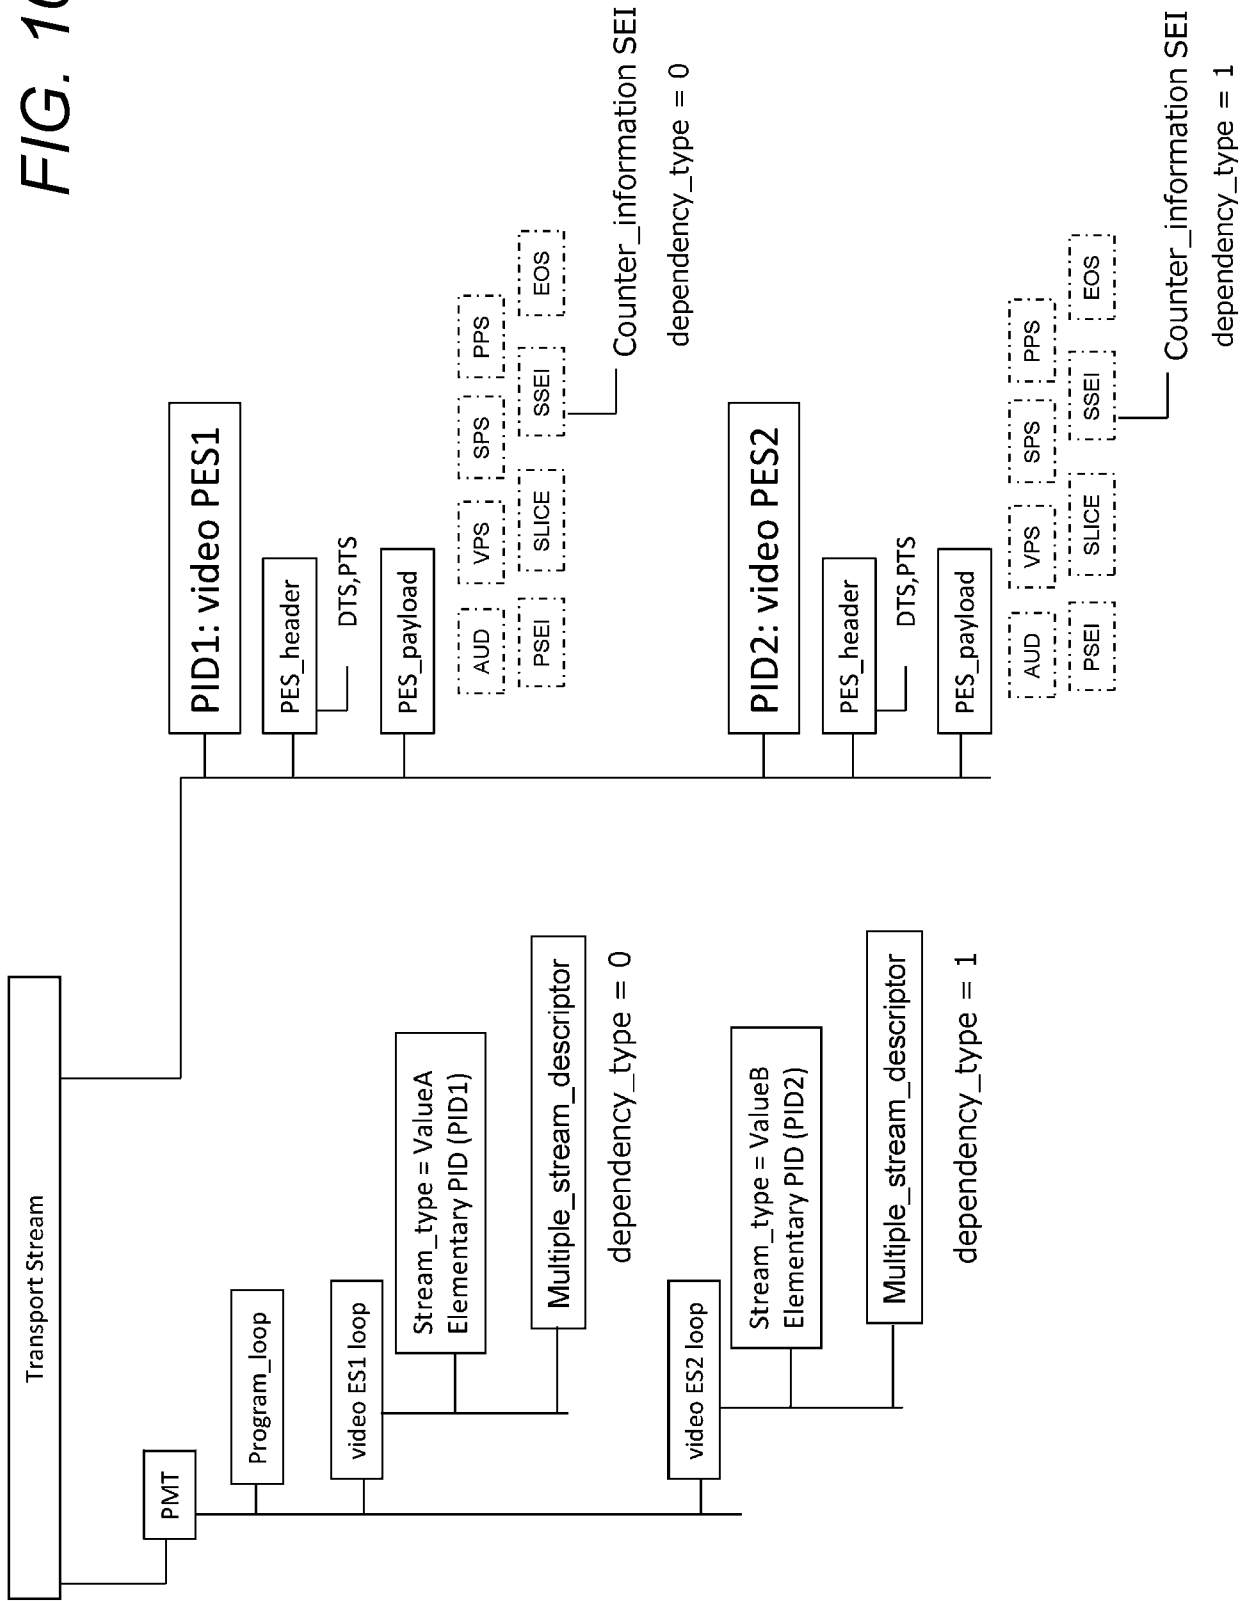 FIG. 1
Transport Stream
PMT
Program_loop
video ES1 loop
Stream_type = ValueA
Elementary PID (PID1)
Multiple_stream_descriptor
dependency_type = 0
video ES2 loop
Stream_type = ValueB
Elementary PID (PID2)
Multiple_stream_descriptor
dependency_type = 1
PID1: video PES1
PES_header
DTS,PTS
PES_payload
AUD VPS SPS PPS
PSEI SLICE SSEI EOS
Counter_information SEI
dependency_type = 0
PID2: video PES2
PES_header
DTS,PTS
PES_payload
AUD VPS SPS PPS
PSEI SLICE SSEI EOS
Counter_information SEI
dependency_type = 1